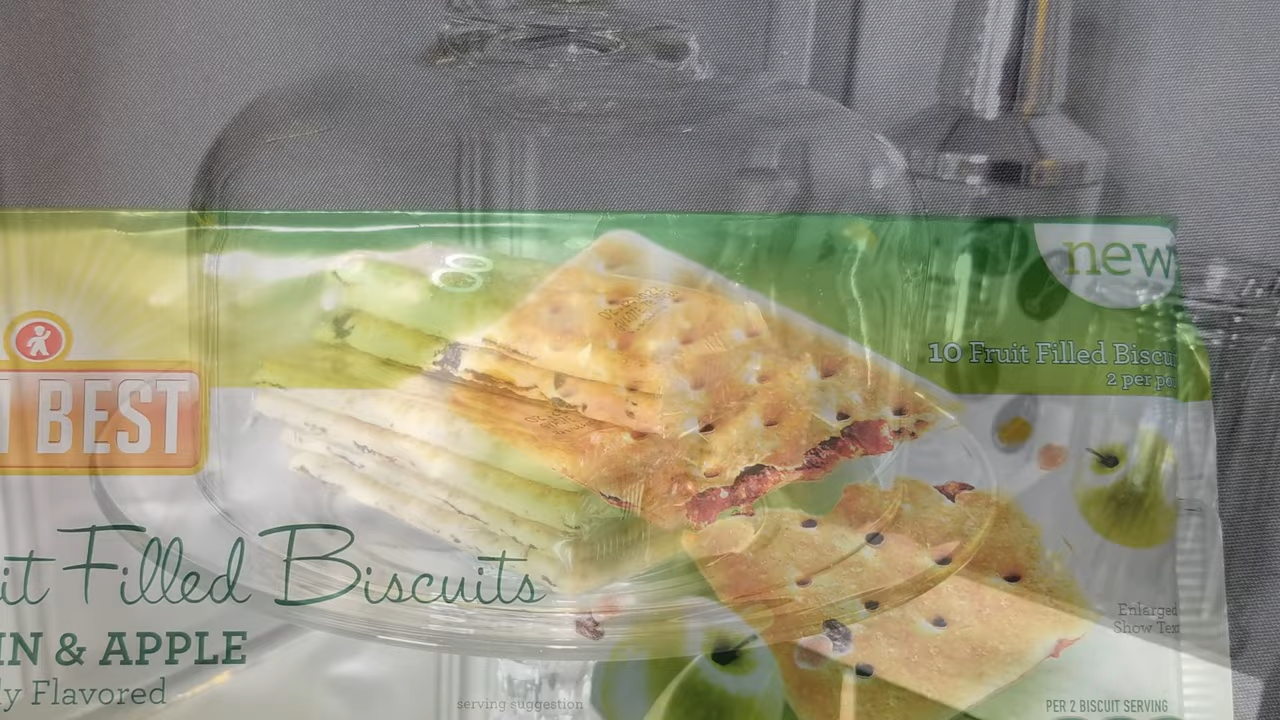 new
10 Fruit Filled Biscui
2 per po
BEST
it Filled Biscuits
IN & APPLE
ly Flavored
Enlarged
Show Tex
serving suggestion
PER 2 BISCUIT SERVING